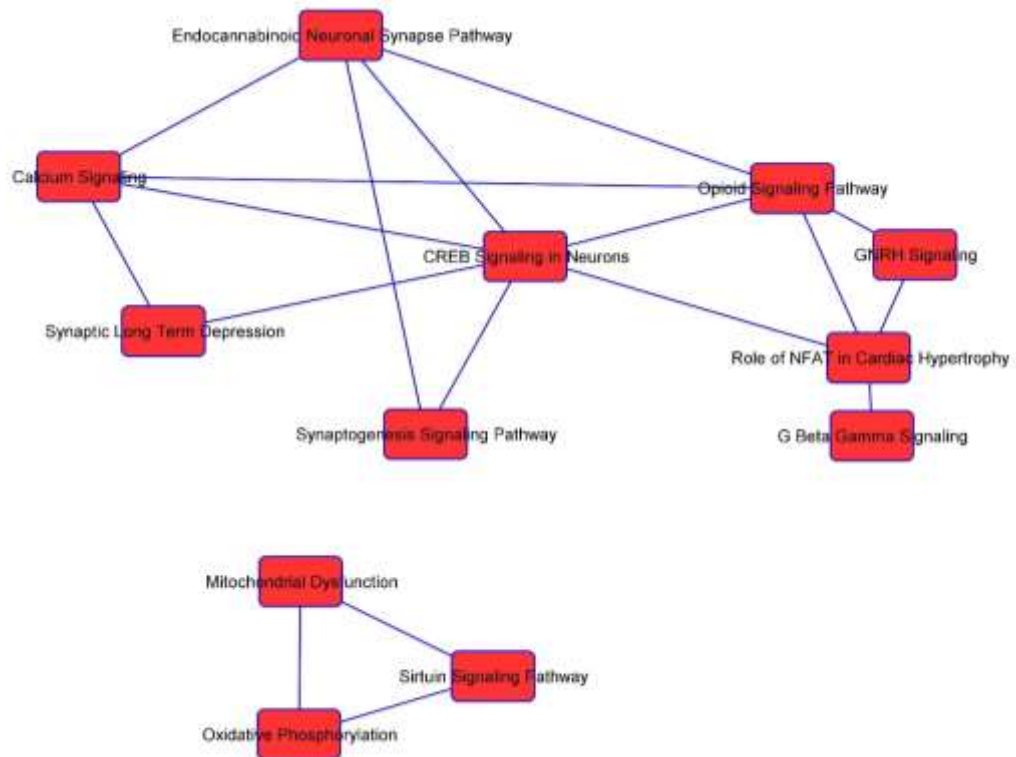 Endocannabinoid Neuronal Synapse Pathway
Calcium Signaling
Opioid Signaling Pathway
CREB Signaling in Neurons
GNRH Signaling
Synaptic Long Term Depression
Role of NFAT in Cardiac Hypertrophy
Synaptogenesis Signaling Pathway
G Beta Gamma Signaling
Mitochondrial Dysfunction
Sirtuin Signaling Pathway
Oxidative Phosphorylation